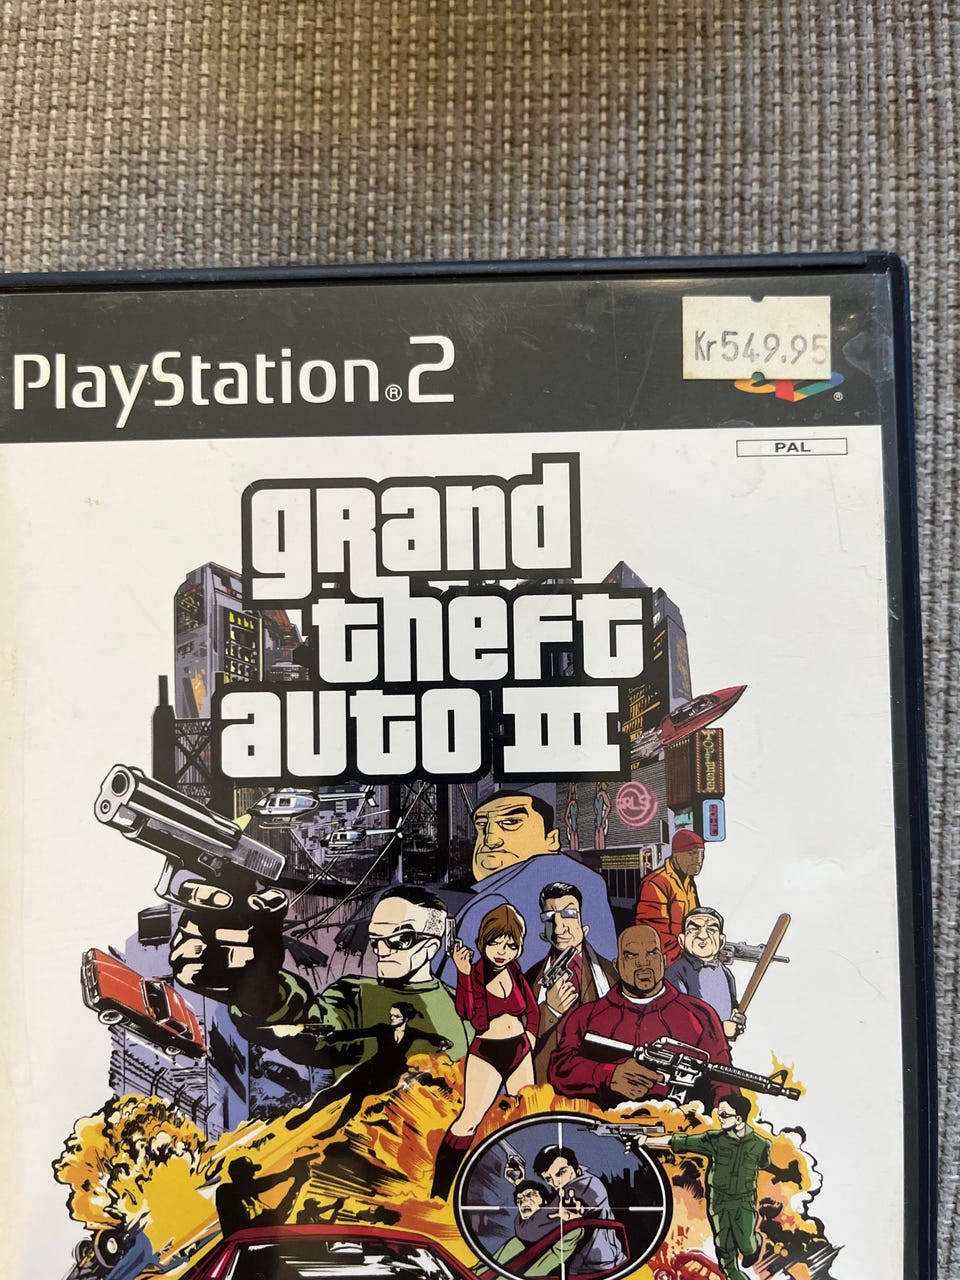 PlayStation®2
Kr549.95
®
PAL
grand
theft
auto III